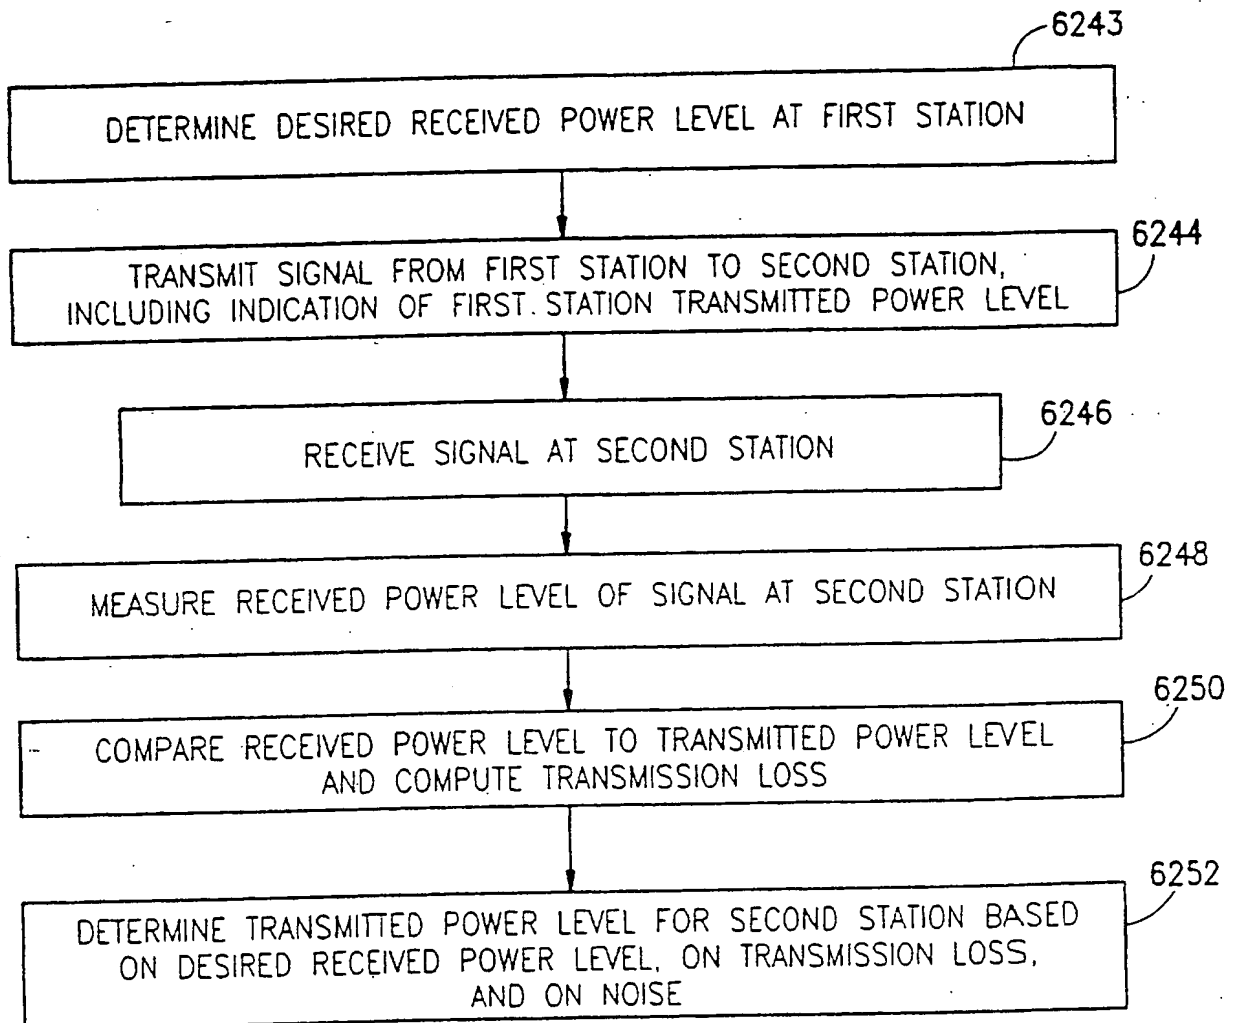 6243
DETERMINE DESIRED RECEIVED POWER LEVEL AT FIRST STATION
6244
TRANSMIT SIGNAL FROM FIRST STATION TO SECOND STATION,
INCLUDING INDICATION OF FIRST STATION TRANSMITTED POWER LEVEL
6246
RECEIVE SIGNAL AT SECOND STATION
6248
MEASURE RECEIVED POWER LEVEL OF SIGNAL AT SECOND STATION
6250
COMPARE RECEIVED POWER LEVEL TO TRANSMITTED POWER LEVEL
AND COMPUTE TRANSMISSION LOSS
6252
DETERMINE TRANSMITTED POWER LEVEL FOR SECOND STATION BASED
ON DESIRED RECEIVED POWER LEVEL, ON TRANSMISSION LOSS,
AND ON NOISE